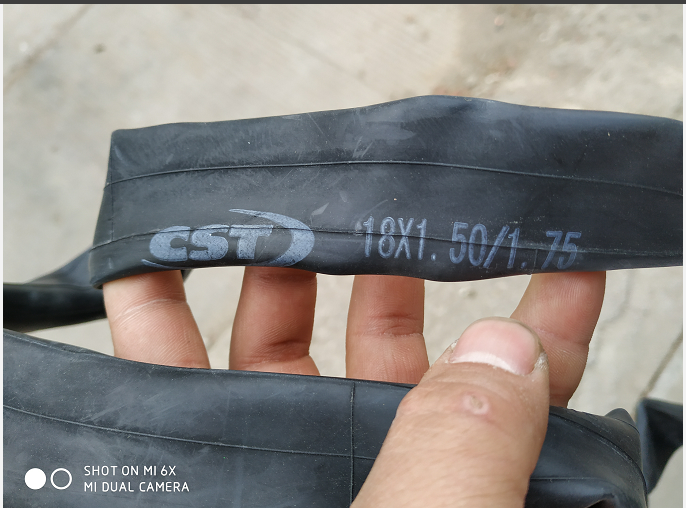 CST 18X1.50/1.75
SHOT ON MI 6X
MI DUAL CAMERA